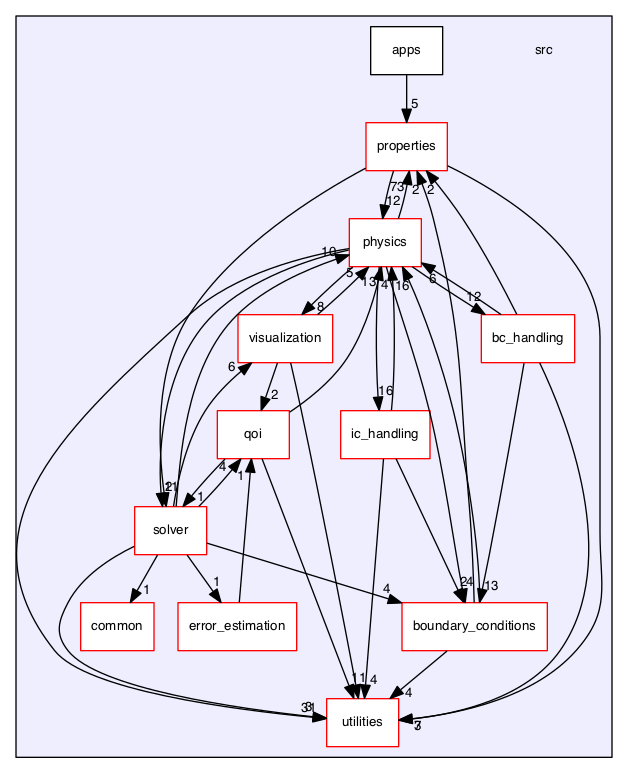 apps
src
5
properties
73
12
2
2
physics
10
5
13
4
16
6
12
8
visualization
bc_handling
6
2
16
qoi
ic_handling
4
1
1
solver
1
1
4
24
13
common
error_estimation
boundary_conditions
11
4
4
utilities